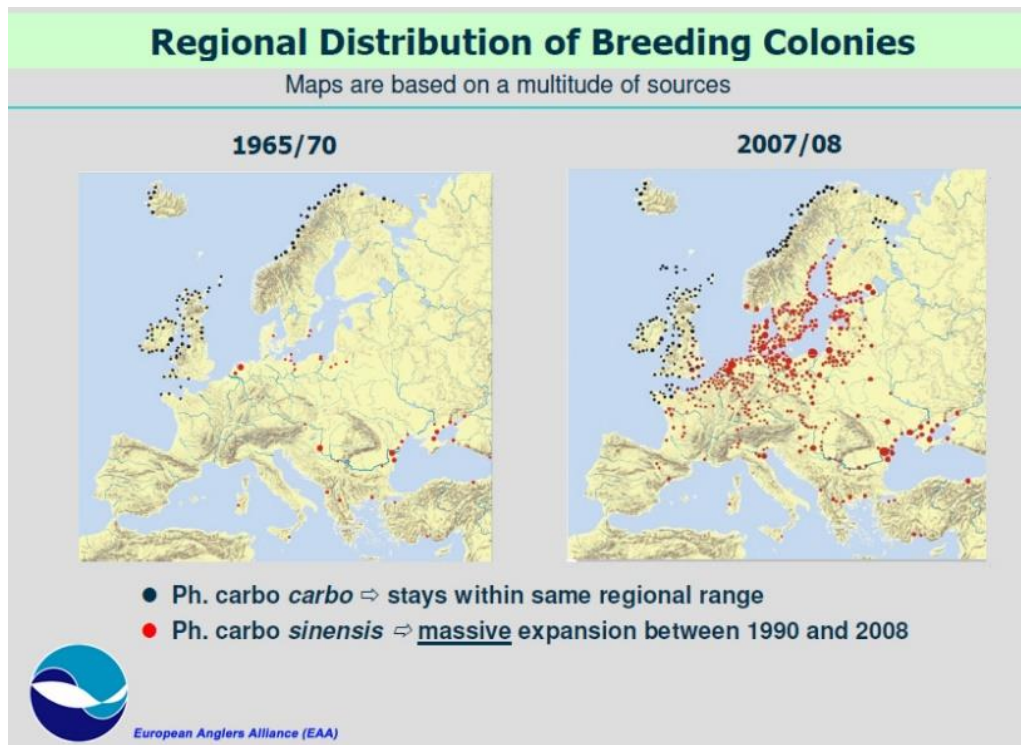 Regional Distribution of Breeding Colonies
Maps are based on a multitude of sources
1965/70
2007/08
● Ph. carbo carbo ⇨ stays within same regional range
● Ph. carbo sinensis ⇨ massive expansion between 1990 and 2008
European Anglers Alliance (EAA)